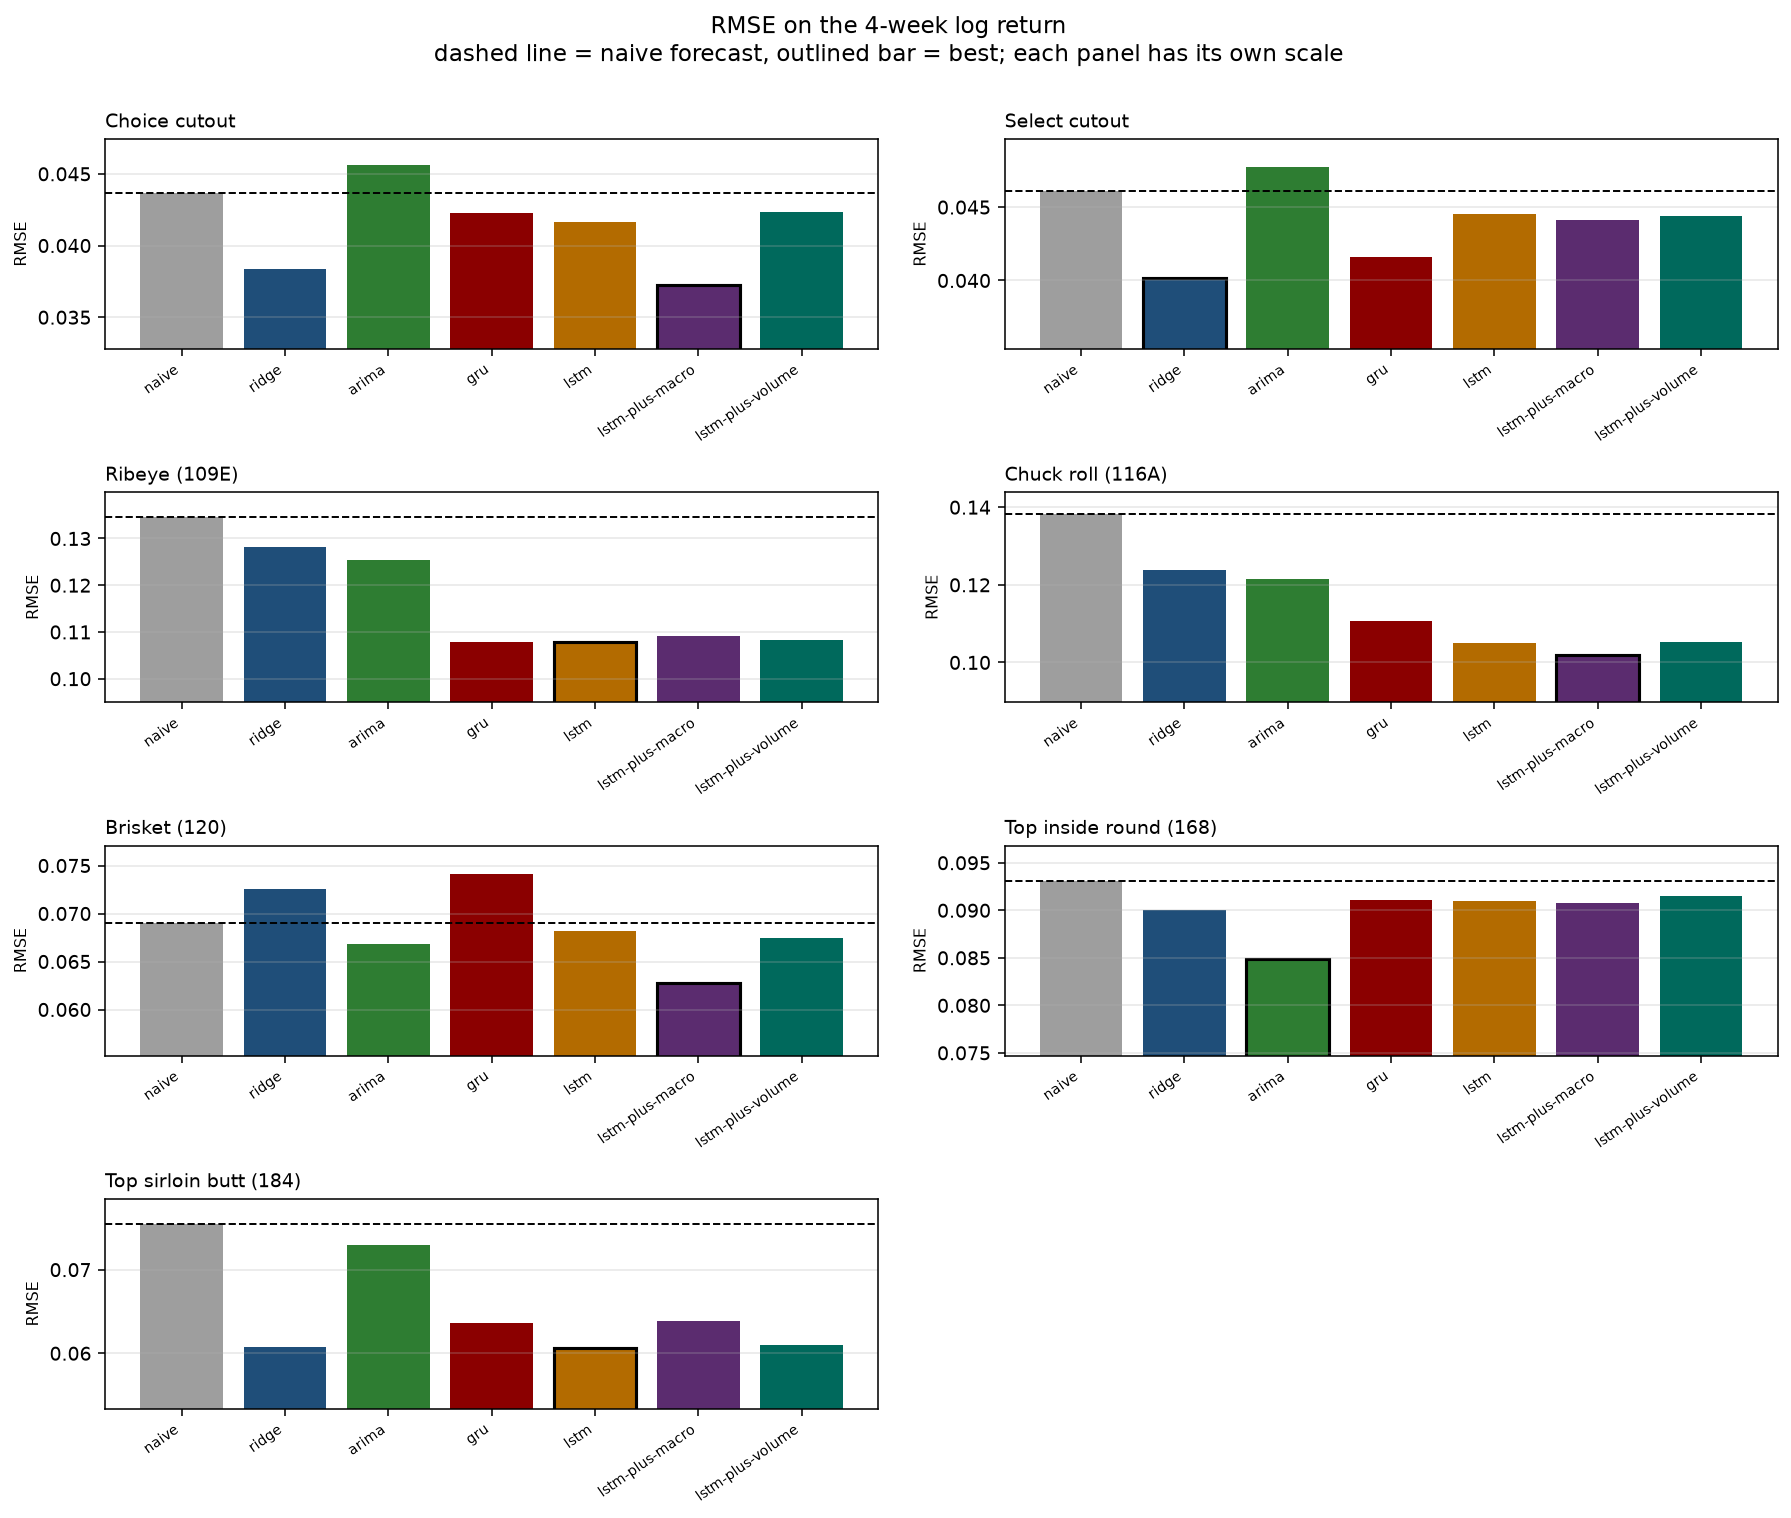 RMSE on the 4-week log return
dashed line = naive forecast, outlined bar = best; each panel has its own scale
Choice cutout
RMSE
0.045
0.040
0.035
naive
ridge
arima
gru
lstm
lstm-plus-macro
lstm-plus-volume
Select cutout
RMSE
0.045
0.040
naive
ridge
arima
gru
lstm
lstm-plus-macro
lstm-plus-volume
Ribeye (109E)
RMSE
0.13
0.12
0.11
0.10
naive
ridge
arima
gru
lstm
lstm-plus-macro
lstm-plus-volume
Chuck roll (116A)
RMSE
0.14
0.12
0.10
naive
ridge
arima
gru
lstm
lstm-plus-macro
lstm-plus-volume
Brisket (120)
RMSE
0.075
0.070
0.065
0.060
naive
ridge
arima
gru
lstm
lstm-plus-macro
lstm-plus-volume
Top inside round (168)
RMSE
0.095
0.090
0.085
0.080
0.075
naive
ridge
arima
gru
lstm
lstm-plus-macro
lstm-plus-volume
Top sirloin butt (184)
RMSE
0.07
0.06
naive
ridge
arima
gru
lstm
lstm-plus-macro
lstm-plus-volume